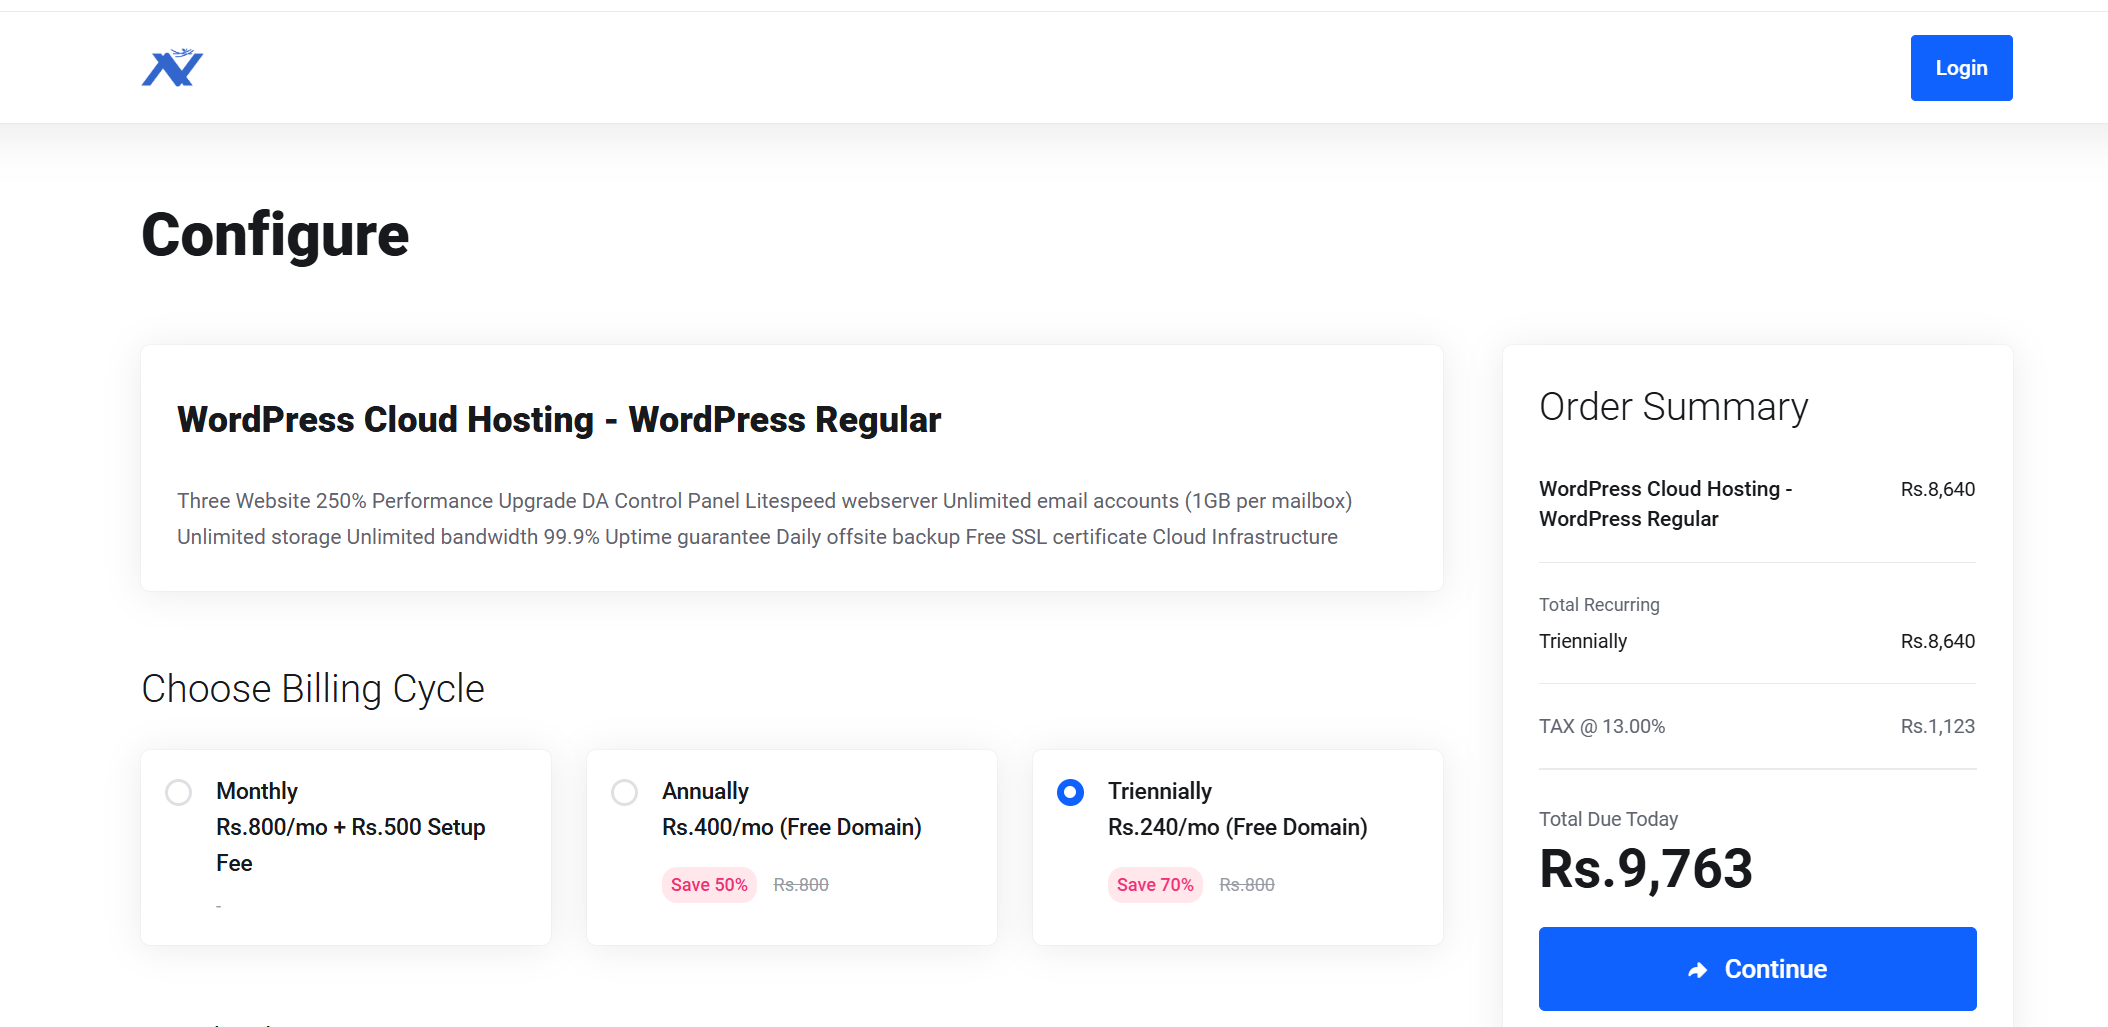 Login
Configure
WordPress Cloud Hosting - WordPress Regular
Three Website 250% Performance Upgrade DA Control Panel Litespeed webserver Unlimited email accounts (1GB per mailbox)
Unlimited storage Unlimited bandwidth 99.9% Uptime guarantee Daily offsite backup Free SSL certificate Cloud Infrastructure
Choose Billing Cycle
Monthly
Rs.800/mo + Rs.500 Setup
Fee
-
Annually
Rs.400/mo (Free Domain)
Save 50% Rs.800
Triennially
Rs.240/mo (Free Domain)
Save 70% Rs.800
Order Summary
WordPress Cloud Hosting - Rs.8,640
WordPress Regular
Total Recurring
Triennially Rs.8,640
TAX @ 13.00% Rs.1,123
Total Due Today
Rs.9,763
Continue